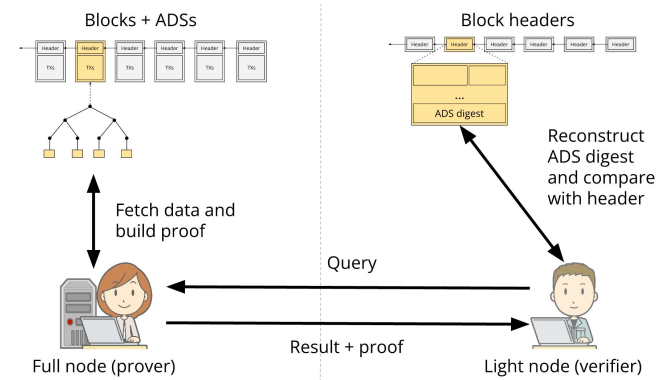 Blocks + ADSs
Block headers
Header Header Header Header Header Header
TXs TXs TXs TXs TXs TXs
Header Header Header Header Header Header
...
ADS digest
Reconstruct
ADS digest
and compare
with header
Fetch data and
build proof
Query
Result + proof
Full node (prover)
Light node (verifier)